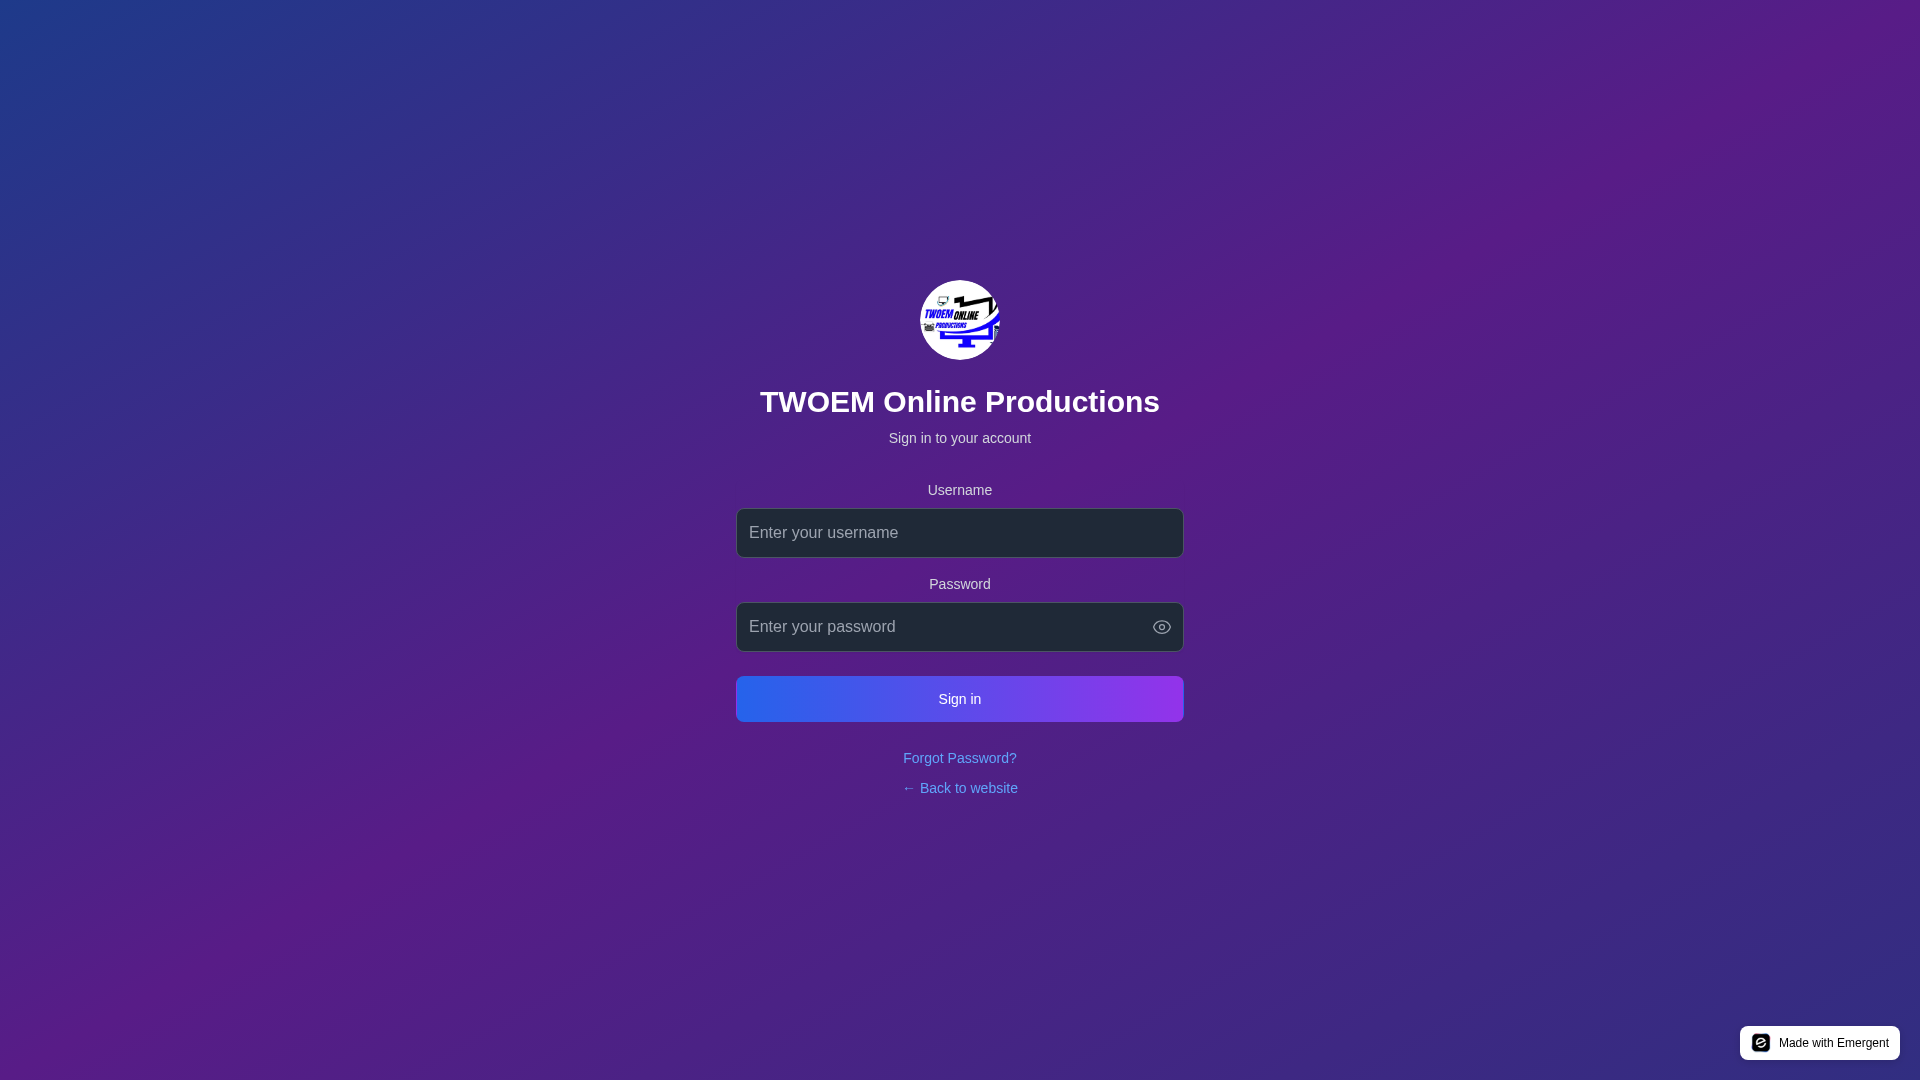 TWOEM ONLINE
PRODUCTIONS
TWOEM Online Productions
Sign in to your account
Username
Enter your username
Password
Enter your password
Sign in
Forgot Password?
← Back to website
Made with Emergent